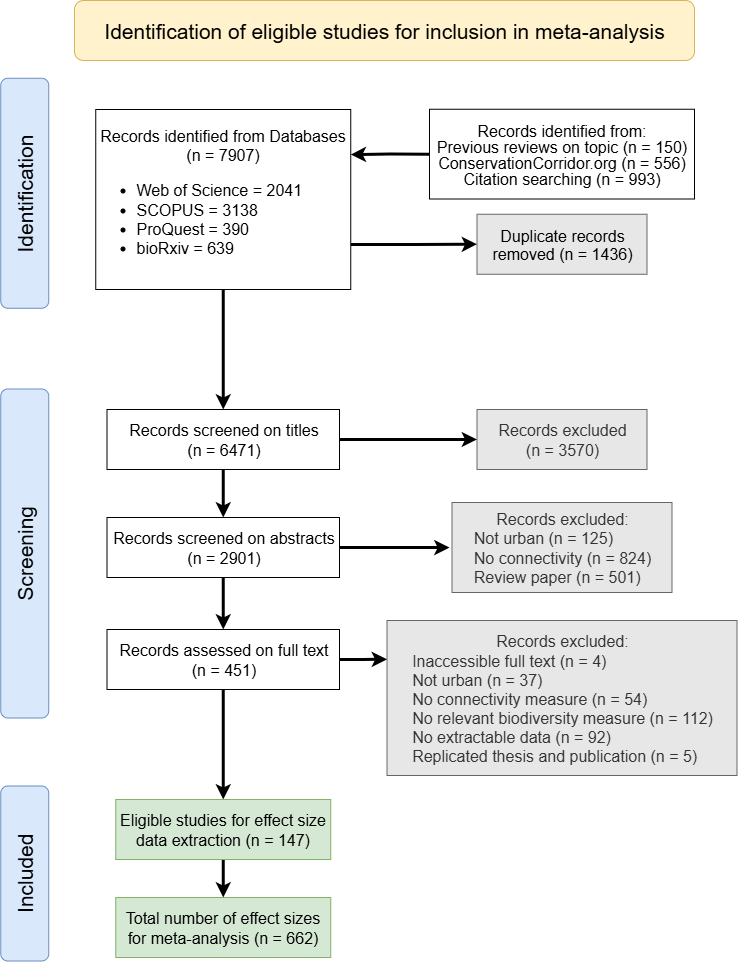 Identification of eligible studies for inclusion in meta-analysis
Identification
Records identified from Databases
(n = 7907)
• Web of Science = 2041
• SCOPUS = 3138
• ProQuest = 390
• bioRxiv = 639
Records identified from:
Previous reviews on topic (n = 150)
ConservationCorridor.org (n = 556)
Citation searching (n = 993)
Duplicate records
removed (n = 1436)
Screening
Records screened on titles
(n = 6471)
Records excluded
(n = 3570)
Records screened on abstracts
(n = 2901)
Records excluded:
Not urban (n = 125)
No connectivity (n = 824)
Review paper (n = 501)
Records assessed on full text
(n = 451)
Records excluded:
Inaccessible full text (n = 4)
Not urban (n = 37)
No connectivity measure (n = 54)
No relevant biodiversity measure (n = 112)
No extractable data (n = 92)
Replicated thesis and publication (n = 5)
Included
Eligible studies for effect size
data extraction (n = 147)
Total number of effect sizes
for meta-analysis (n = 662)